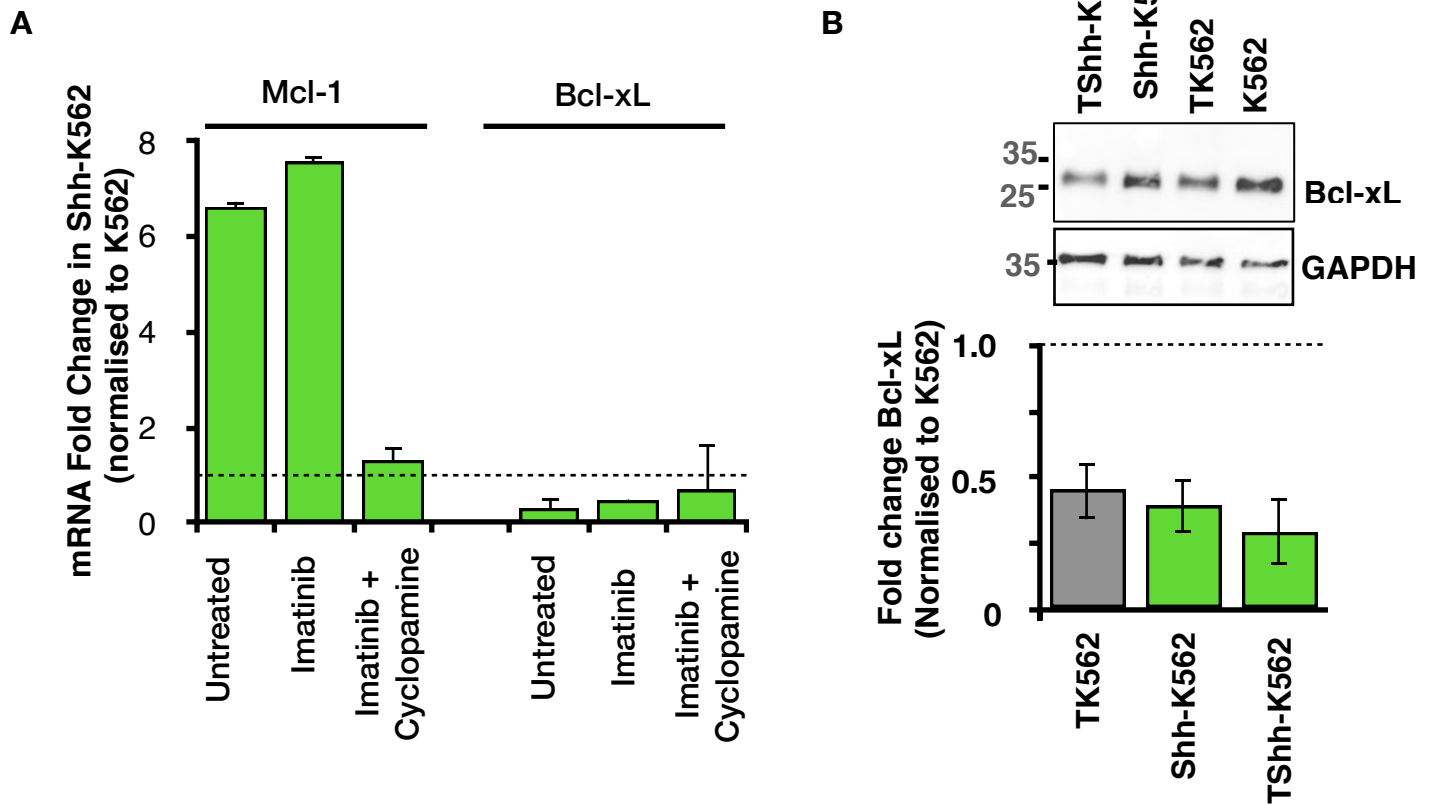 A
Mcl-1
Bcl-xL
mRNA Fold Change in Shh-K562
(normalised to K562)
8
6
4
2
0
Untreated
Imatinib
Imatinib +
Cyclopamine
Untreated
Imatinib
Imatinib +
Cyclopamine
B
TShh-K
Shh-K5
TK562
K562
35
25
Bcl-xL
35
GAPDH
Fold change Bcl-xL
(Normalised to K562)
1.0
0.5
0
TK562
Shh-K562
TShh-K562